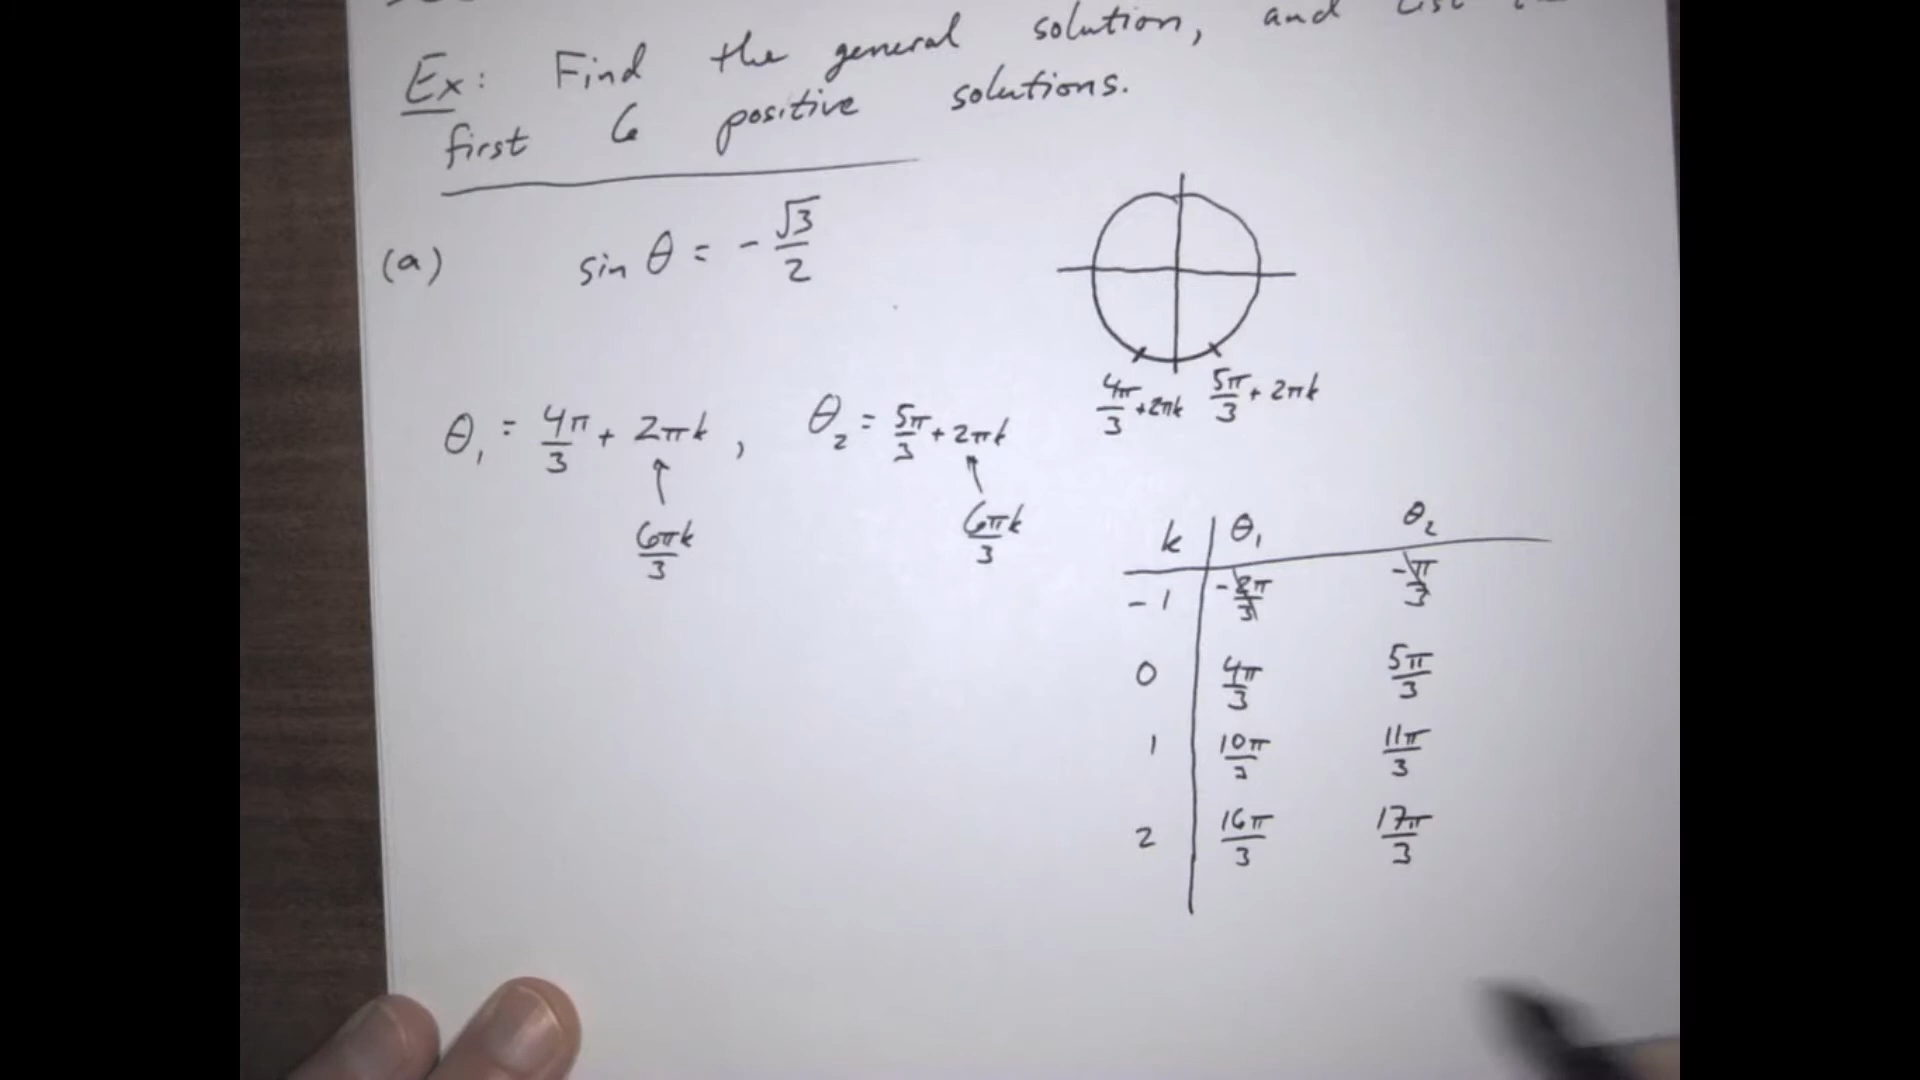 Ex: Find the general solution, and List
first 6 positive solutions.
(a) sin θ = - √3/2
4π/3 + 2πk 5π/3 + 2πk
θ₁ = 4π/3 + 2πk , θ₂ = 5π/3 + 2πk
6πk/3 6πk/3
k θ₁ θ₂
-1 -2π/3 -π/3
0 4π/3 5π/3
1 10π/3 11π/3
2 16π/3 17π/3